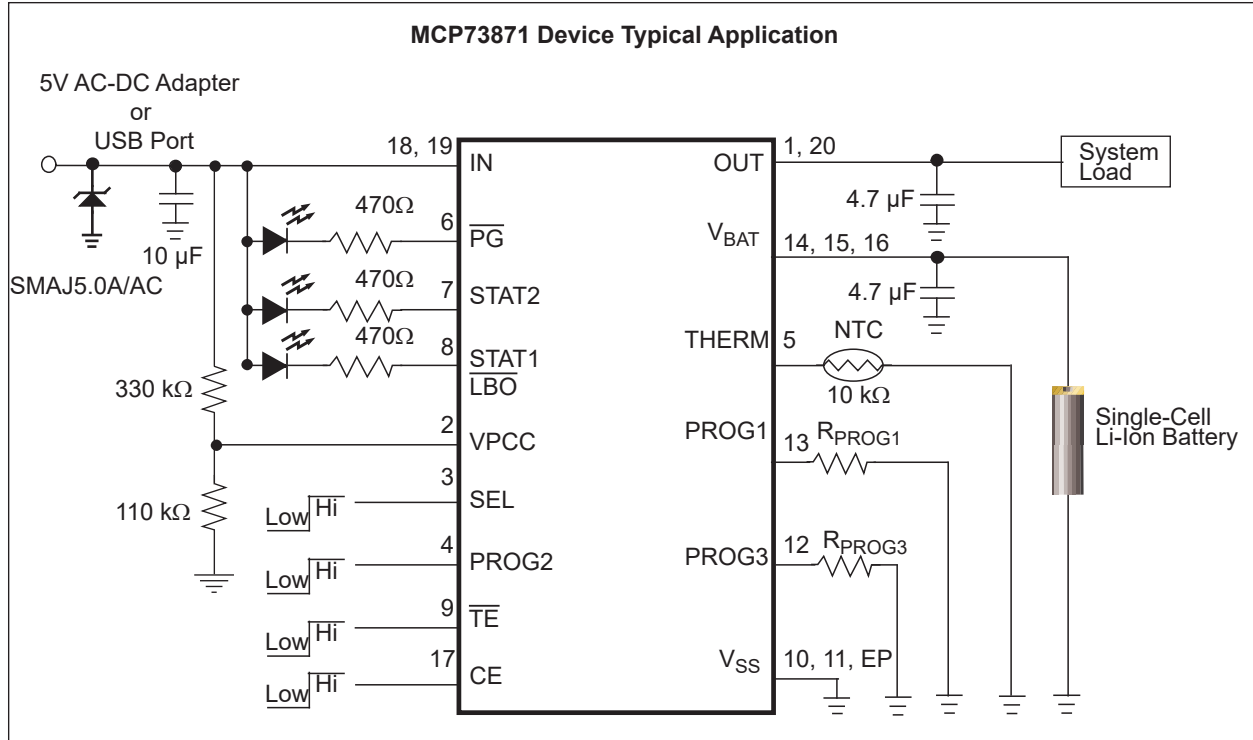 MCP73871 Device Typical Application
5V AC-DC Adapter
or
USB Port
18, 19
IN
OUT
1, 20
System
Load
4.7 µF
10 µF
SMAJ5.0A/AC
470Ω
6
PG
VBAT
14, 15, 16
470Ω
7
STAT2
4.7 µF
470Ω
8
STAT1
LBO
THERM
5
NTC
10 kΩ
330 kΩ
2
VPCC
PROG1
13
RPROG1
Single-Cell
Li-Ion Battery
110 kΩ
3
SEL
Low
Hi
4
PROG2
Low
Hi
PROG3
12
RPROG3
9
TE
Low
Hi
17
CE
Low
Hi
VSS
10, 11, EP